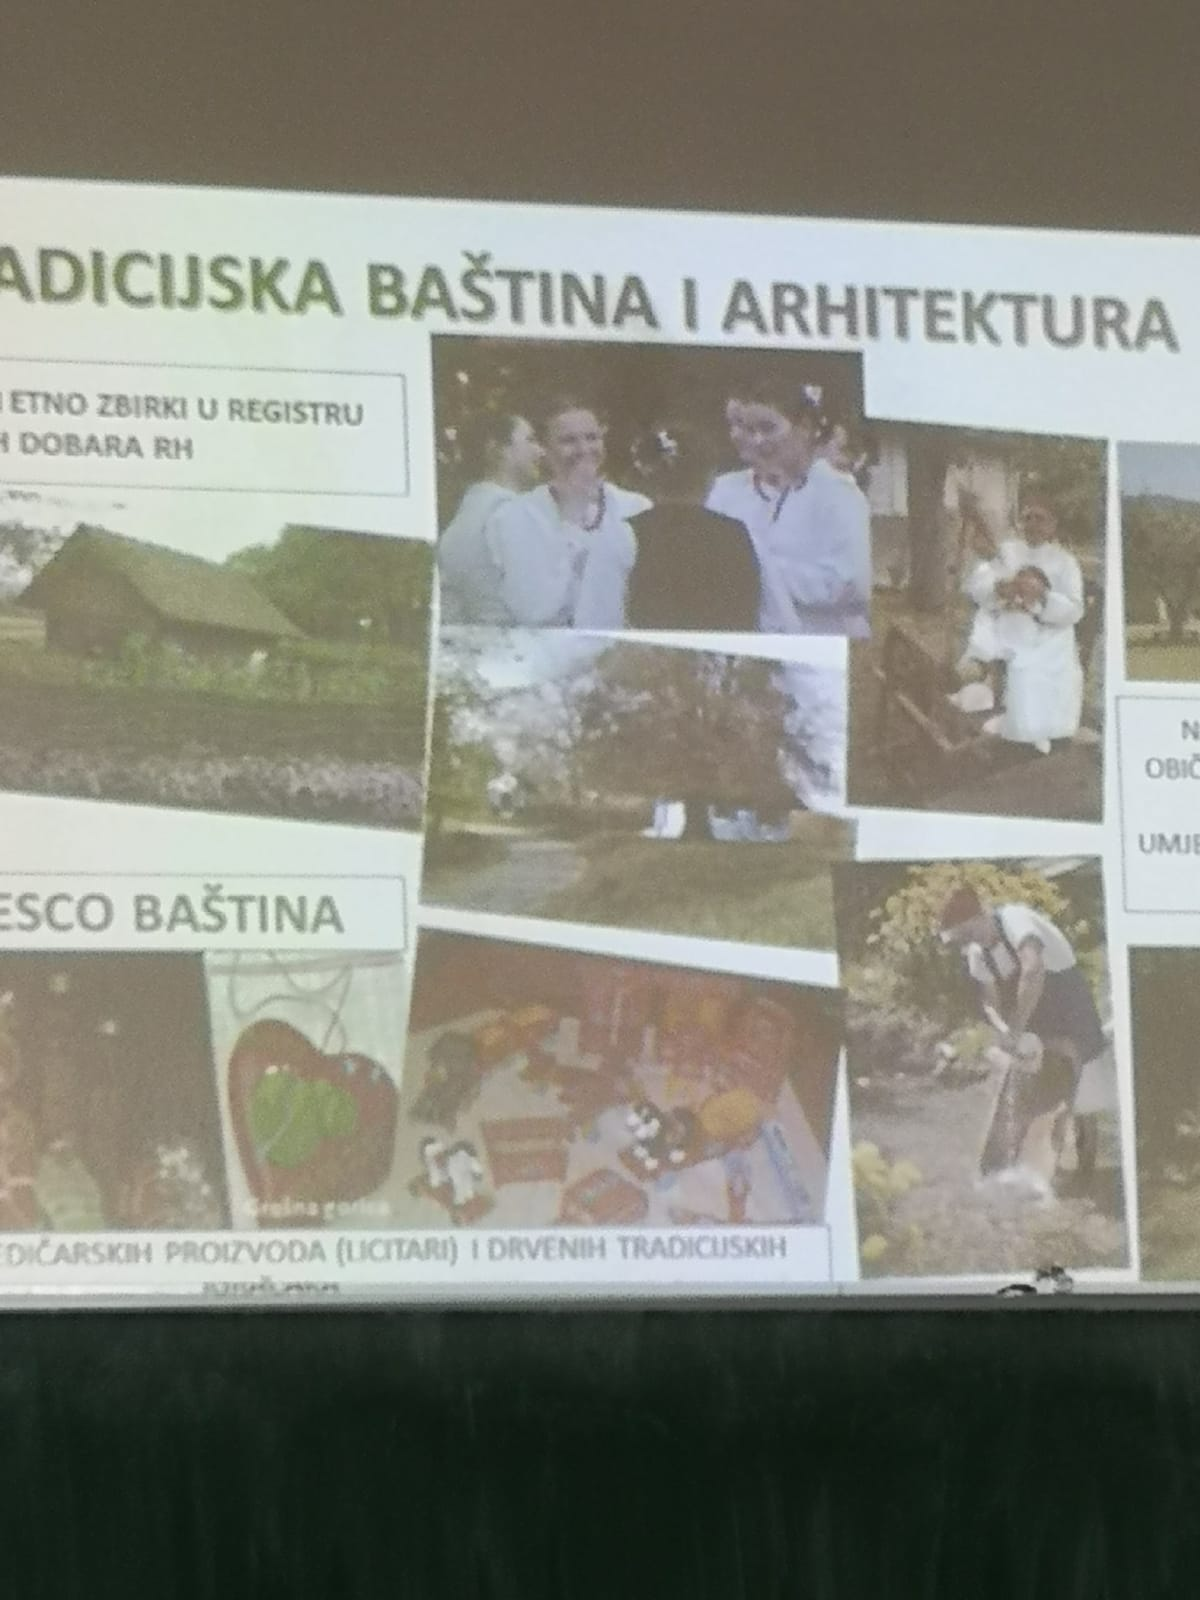 ADICIJSKA BAŠTINA I ARHITEKTURA
I ETNO ZBIRKI U REGISTRU
H DOBARA RH
N
OBIČ
UMJE
ESCO BAŠTINA
EDIČARSKIH PROIZVODA (LICITARI) I DRVENIH TRADICIJSKIH